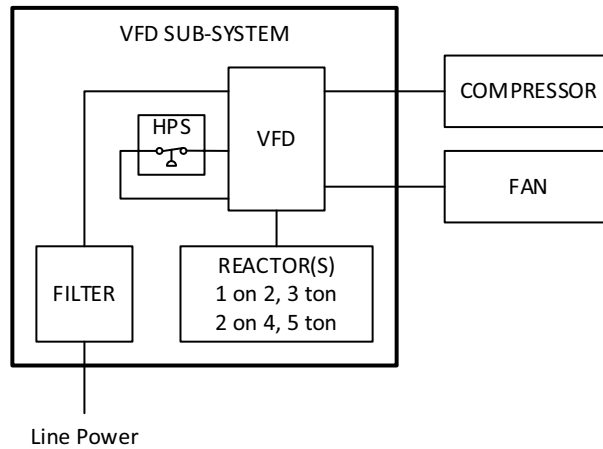 VFD SUB-SYSTEM
COMPRESSOR
HPS
VFD
FAN
FILTER
REACTOR(S)
1 on 2, 3 ton
2 on 4, 5 ton
Line Power